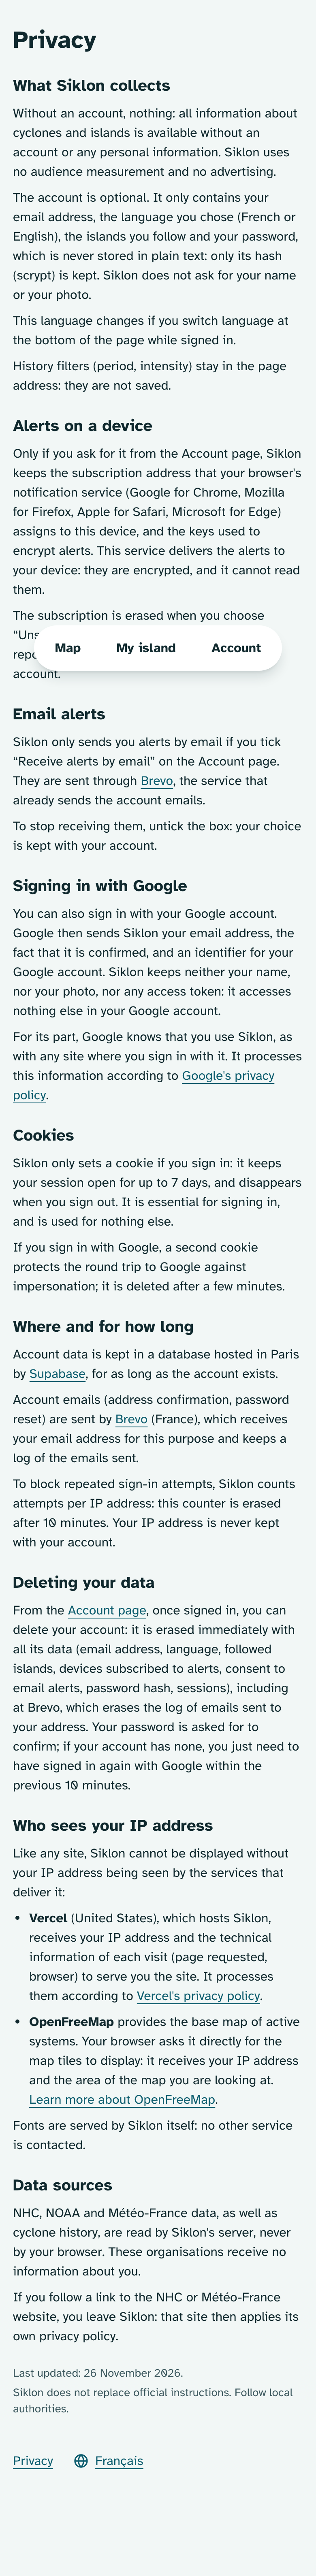 Privacy
What Siklon collects
Without an account, nothing: all information about
cyclones and islands is available without an
account or any personal information. Siklon uses
no audience measurement and no advertising.
The account is optional. It only contains your
email address, the language you chose (French or
English), the islands you follow and your password,
which is never stored in plain text: only its hash
(scrypt) is kept. Siklon does not ask for your name
or your photo.
This language changes if you switch language at
the bottom of the page while signed in.
History filters (period, intensity) stay in the page
address: they are not saved.
Alerts on a device
Only if you ask for it from the Account page, Siklon
keeps the subscription address that your browser's
notification service (Google for Chrome, Mozilla
for Firefox, Apple for Safari, Microsoft for Edge)
assigns to this device, and the keys used to
encrypt alerts. This service delivers the alerts to
your device: they are encrypted, and it cannot read
them.
The subscription is erased when you choose
Map My island Account
account.
Email alerts
Siklon only sends you alerts by email if you tick
“Receive alerts by email” on the Account page.
They are sent through Brevo, the service that
already sends the account emails.
To stop receiving them, untick the box: your choice
is kept with your account.
Signing in with Google
You can also sign in with your Google account.
Google then sends Siklon your email address, the
fact that it is confirmed, and an identifier for your
Google account. Siklon keeps neither your name,
nor your photo, nor any access token: it accesses
nothing else in your Google account.
For its part, Google knows that you use Siklon, as
with any site where you sign in with it. It processes
this information according to Google's privacy
policy.
Cookies
Siklon only sets a cookie if you sign in: it keeps
your session open for up to 7 days, and disappears
when you sign out. It is essential for signing in,
and is used for nothing else.
If you sign in with Google, a second cookie
protects the round trip to Google against
impersonation; it is deleted after a few minutes.
Where and for how long
Account data is kept in a database hosted in Paris
by Supabase, for as long as the account exists.
Account emails (address confirmation, password
reset) are sent by Brevo (France), which receives
your email address for this purpose and keeps a
log of the emails sent.
To block repeated sign-in attempts, Siklon counts
attempts per IP address: this counter is erased
after 10 minutes. Your IP address is never kept
with your account.
Deleting your data
From the Account page, once signed in, you can
delete your account: it is erased immediately with
all its data (email address, language, followed
islands, devices subscribed to alerts, consent to
email alerts, password hash, sessions), including
at Brevo, which erases the log of emails sent to
your address. Your password is asked for to
confirm; if your account has none, you just need to
have signed in again with Google within the
previous 10 minutes.
Who sees your IP address
Like any site, Siklon cannot be displayed without
your IP address being seen by the services that
deliver it:
• Vercel (United States), which hosts Siklon,
receives your IP address and the technical
information of each visit (page requested,
browser) to serve you the site. It processes
them according to Vercel's privacy policy.
• OpenFreeMap provides the base map of active
systems. Your browser asks it directly for the
map tiles to display: it receives your IP address
and the area of the map you are looking at.
Learn more about OpenFreeMap.
Fonts are served by Siklon itself: no other service
is contacted.
Data sources
NHC, NOAA and Météo-France data, as well as
cyclone history, are read by Siklon's server, never
by your browser. These organisations receive no
information about you.
If you follow a link to the NHC or Météo-France
website, you leave Siklon: that site then applies its
own privacy policy.
Last updated: 26 November 2026.
Siklon does not replace official instructions. Follow local
authorities.
Privacy Français